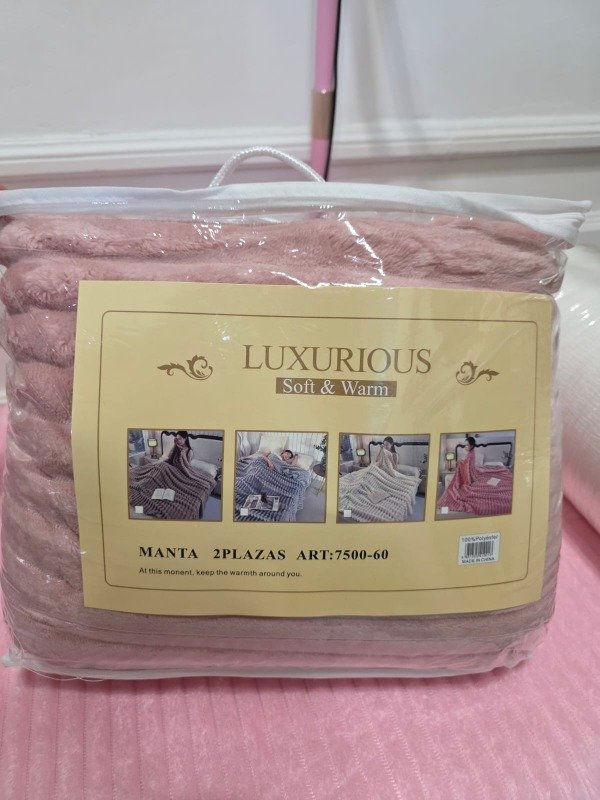 LUXURIOUS
Soft & Warm
MANTA 2PLAZAS ART:7500-60
At this monient, keep the warmth around you.
100%Polyester
MADE IN CHINA